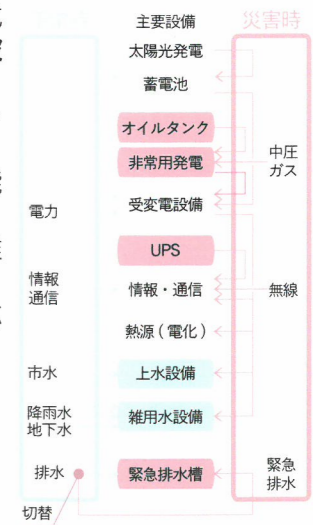 主要設備
災害時
太陽光発電
蓄電池
オイルタンク
非常用発電
中圧
ガス
電力
受変電設備
UPS
情報
通信
情報・通信
無線
熱源（電化）
市水
上水設備
降雨水
地下水
雑用水設備
排水
緊急排水槽
緊急
排水
切替